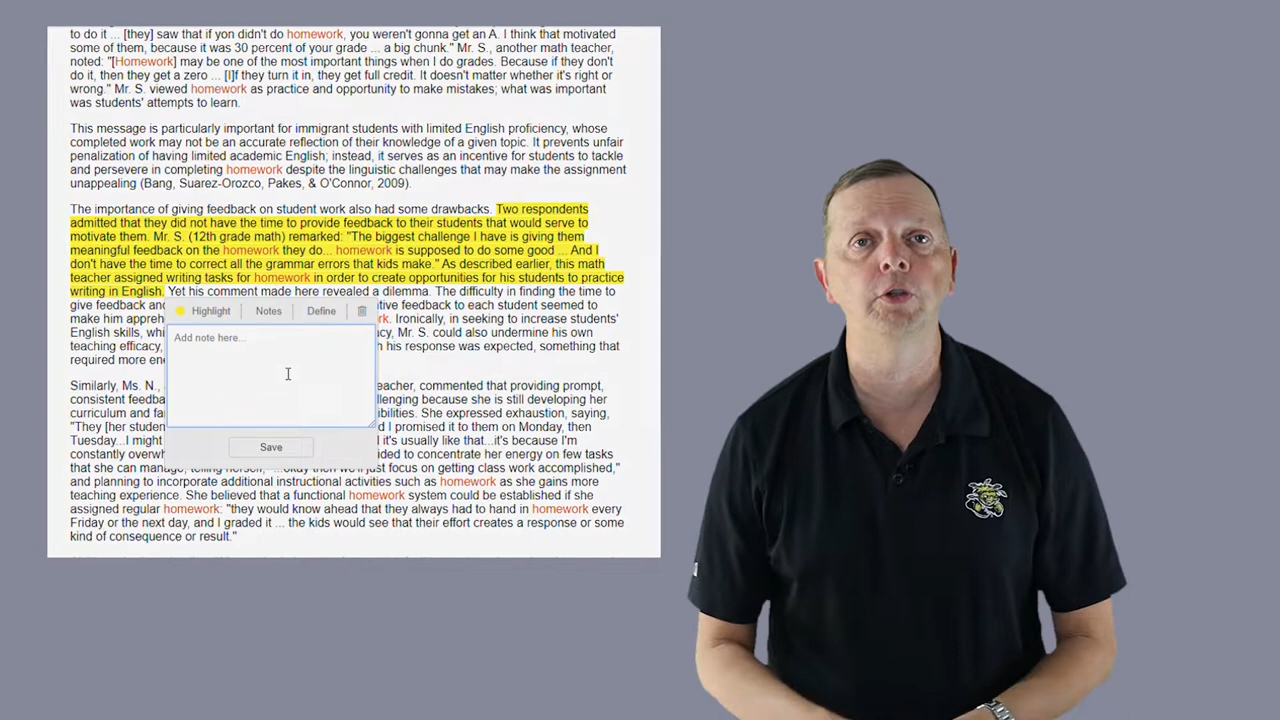 to do it ... [they] saw that if yon didn't do homework, you weren't gonna get an A. I think that motivated
some of them, because it was 30 percent of your grade ... a big chunk." Mr. S., another math teacher,
noted: "[Homework] may be one of the most important things when I do grades. Because if they don't
do it, then they get a zero ... [I]f they turn it in, they get full credit. It doesn't matter whether it's right or
wrong." Mr. S. viewed homework as practice and opportunity to make mistakes; what was important
was students' attempts to learn.
This message is particularly important for immigrant students with limited English proficiency, whose
completed work may not be an accurate reflection of their knowledge of a given topic. It prevents unfair
penalization of having limited academic English; instead, it serves as an incentive for students to tackle
and persevere in completing homework despite the linguistic challenges that may make the assignment
unappealing (Bang, Suarez-Orozco, Pakes, & O'Connor, 2009).
The importance of giving feedback on student work also had some drawbacks. Two respondents
admitted that they did not have the time to provide feedback to their students that would serve to
motivate them. Mr. S. (12th grade math) remarked: "The biggest challenge I have is giving them
meaningful feedback on the homework they do... homework is supposed to do some good ... And I
don't have the time to correct all the grammar errors that kids make." As described earlier, this math
teacher assigned writing tasks for homework in order to create opportunities for his students to practice
writing in English. Yet his comment made here revealed a dilemma. The difficulty in finding the time to
give feedback and ative feedback to each student seemed to
Highlight Notes Define
make him appreh rk. Ironically, in seeking to increase students'
English skills, whi cy, Mr. S. could also undermine his own
Add note here...
teaching efficacy, h his response was expected, something that
required more en
Similarly, Ms. N., eacher, commented that providing prompt,
consistent feedba llenging because she is still developing her
curriculum and fa ibilities. She expressed exhaustion, saying,
"They [her studen d I promised it to them on Monday, then
Tuesday...I might l it's usually like that...it's because I'm
Save
constantly overwh ided to concentrate her energy on few tasks
that she can manage, telling herself, "...okay then we'll just focus on getting class work accomplished,"
and planning to incorporate additional instructional activities such as homework as she gains more
teaching experience. She believed that a functional homework system could be established if she
assigned regular homework: "they would know ahead that they always had to hand in homework every
Friday or the next day, and I graded it ... the kids would see that their effort creates a response or some
kind of consequence or result."